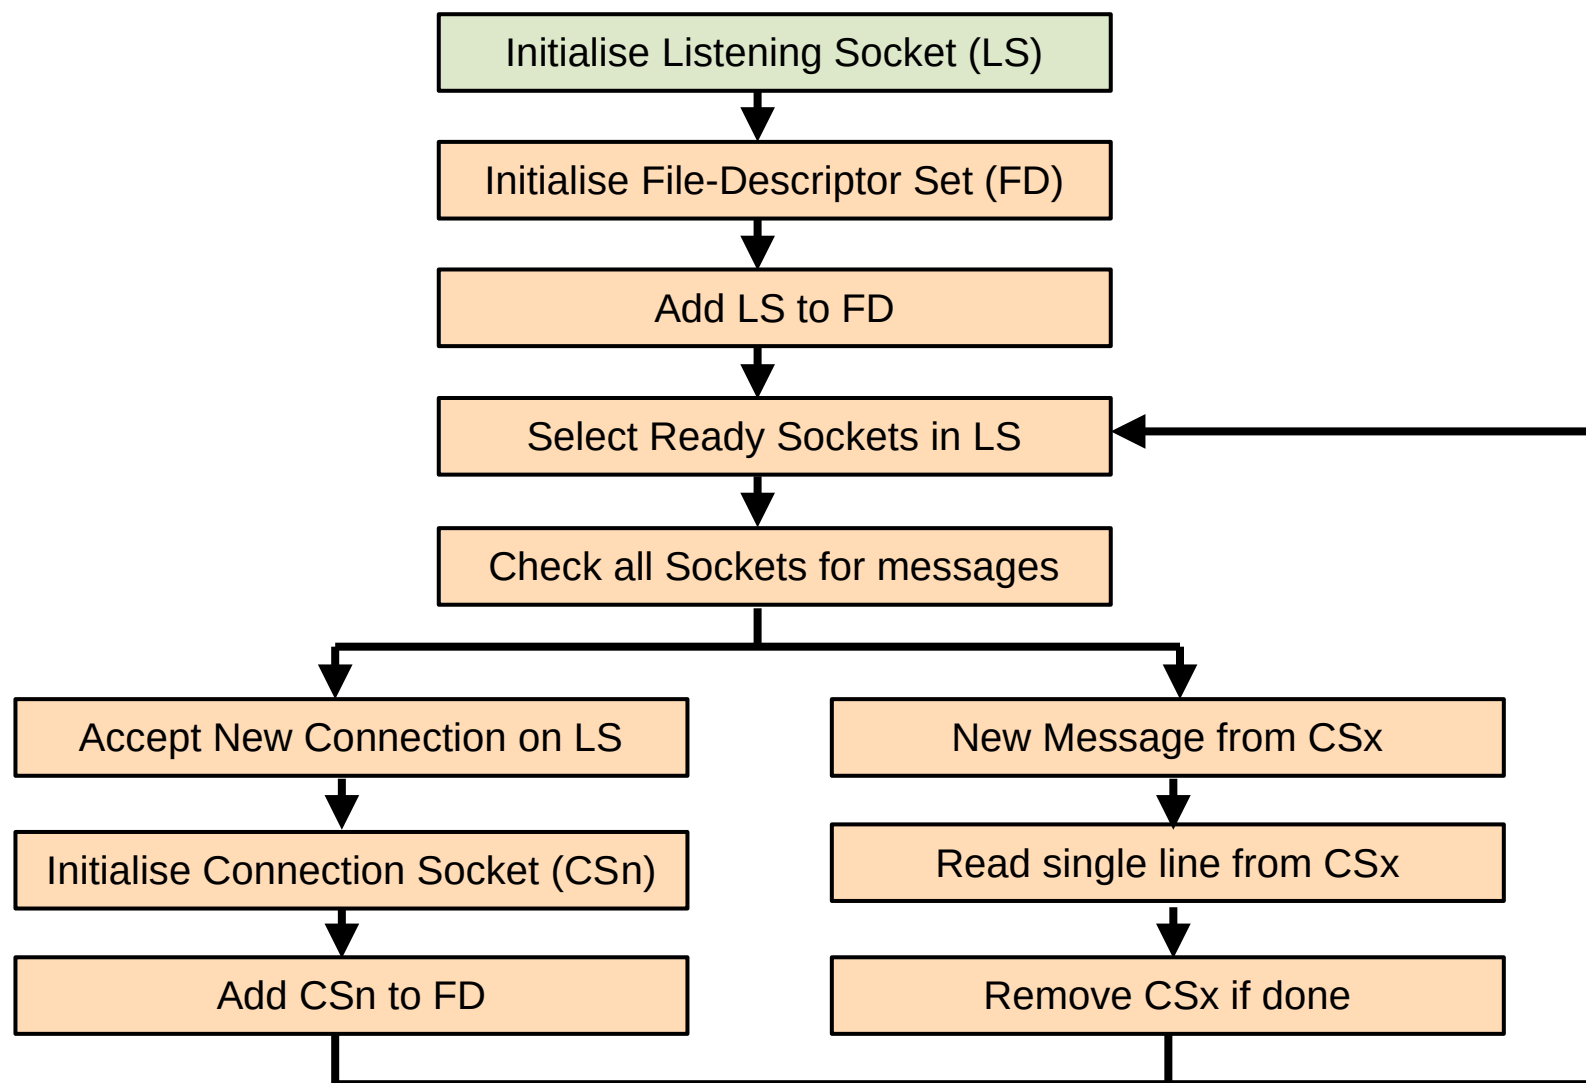 Initialise Listening Socket (LS)
Initialise File-Descriptor Set (FD)
Add LS to FD
Select Ready Sockets in LS
Check all Sockets for messages
Accept New Connection on LS
New Message from CSx
Initialise Connection Socket (CSn)
Read single line from CSx
Add CSn to FD
Remove CSx if done